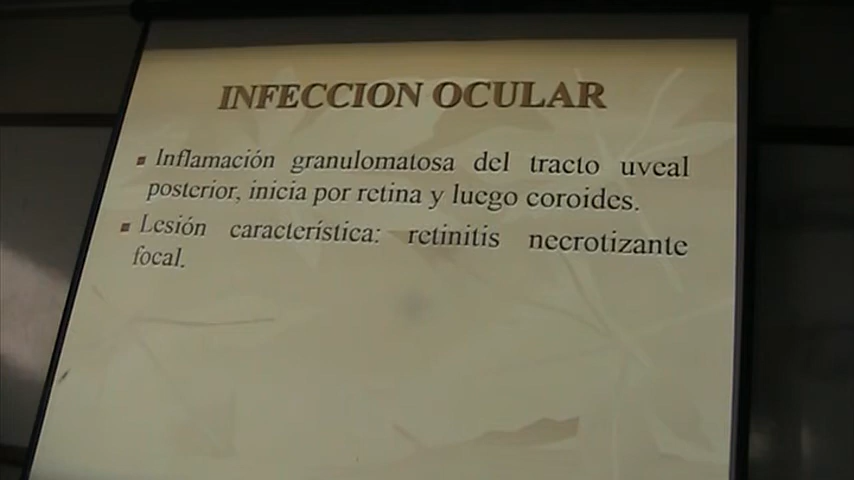 INFECCION OCULAR
Inflamación granulomatosa del tracto uveal
posterior, inicia por retina y luego coroides.
Lesión característica: retinitis necrotizante
focal.